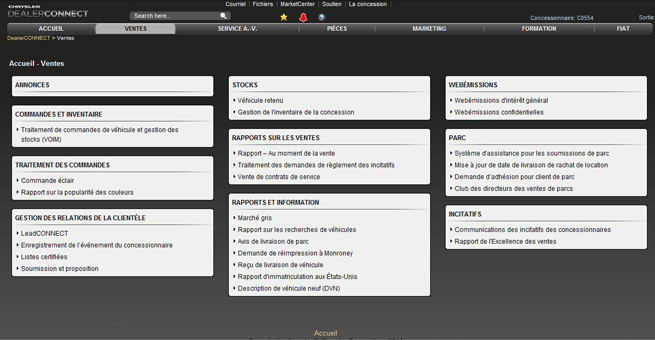 CHRYSLER
DEALERCONNECT
Courriel | Fichiers | MarketCenter | Soutien | La concession |
Search here...
Concessionnaire: C0554
Sortie
ACCUEIL
VENTES
SERVICE A.-V.
PIÈCES
MARKETING
FORMATION
FIAT
DealerCONNECT > Ventes
Accueil - Ventes
ANNONCES
COMMANDES ET INVENTAIRE
Traitement de commandes de véhicule et gestion des
stocks (VOIM)
TRAITEMENT DES COMMANDES
Commande éclair
Rapport sur la popularité des couleurs
GESTION DES RELATIONS DE LA CLIENTÈLE
LeadCONNECT
Enregistrement de l'événement du concessionnaire
Listes certifiées
Soumission et proposition
STOCKS
Véhicule retenu
Gestion de l'inventaire de la concession
RAPPORTS SUR LES VENTES
Rapport – Au moment de la vente
Traitement des demandes de règlement des incitatifs
Vente de contrats de service
RAPPORTS ET INFORMATION
Marché gris
Rapport sur les recherches de véhicules
Avis de livraison de parc
Demande de réimpression à Monroney
Reçu de livraison de véhicule
Rapport d'immatriculation aux États-Unis
Description de véhicule neuf (DVN)
WEBÉMISSIONS
Webémissions d'intérêt général
Webémissions confidentielles
PARC
Système d'assistance pour les soumissions de parc
Mise à jour de date de livraison de rachat de location
Demande d'adhésion pour client de parc
Club des directeurs des ventes de parcs
INCITATIFS
Communications des incitatifs des concessionnaires
Rapport de l'Excellence des ventes
Accueil